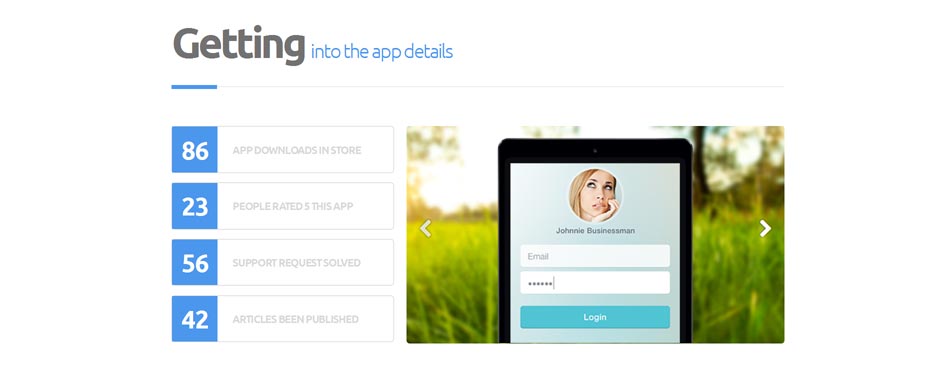 Getting into the app details
86 APP DOWNLOADS IN STORE
23 PEOPLE RATED 5 THIS APP
56 SUPPORT REQUEST SOLVED
42 ARTICLES BEEN PUBLISHED
Johnnie Businessman
Email
Login